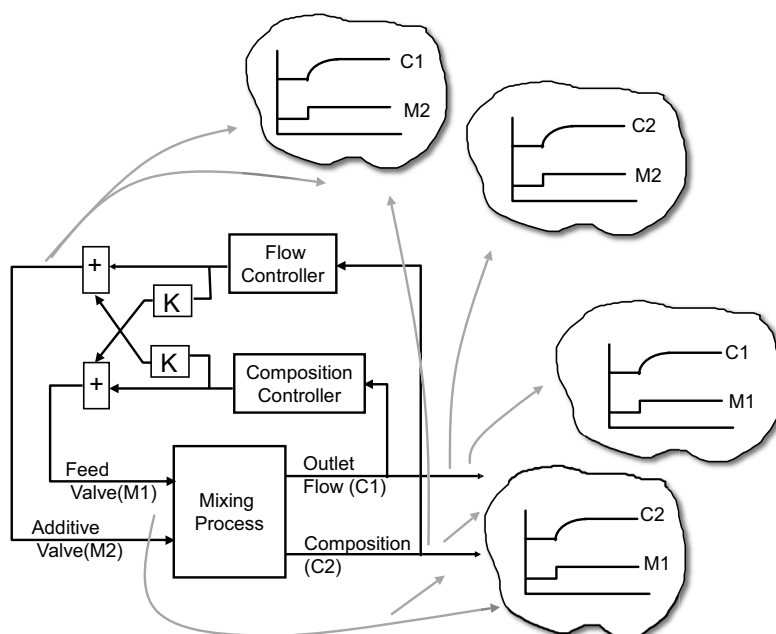 C1
M2
C2
M2
+
Flow
Controller
K
K
+
Composition
Controller
C1
M1
Feed
Valve(M1)
Mixing
Process
Outlet
Flow (C1)
Additive
Valve(M2)
Composition
(C2)
C2
M1